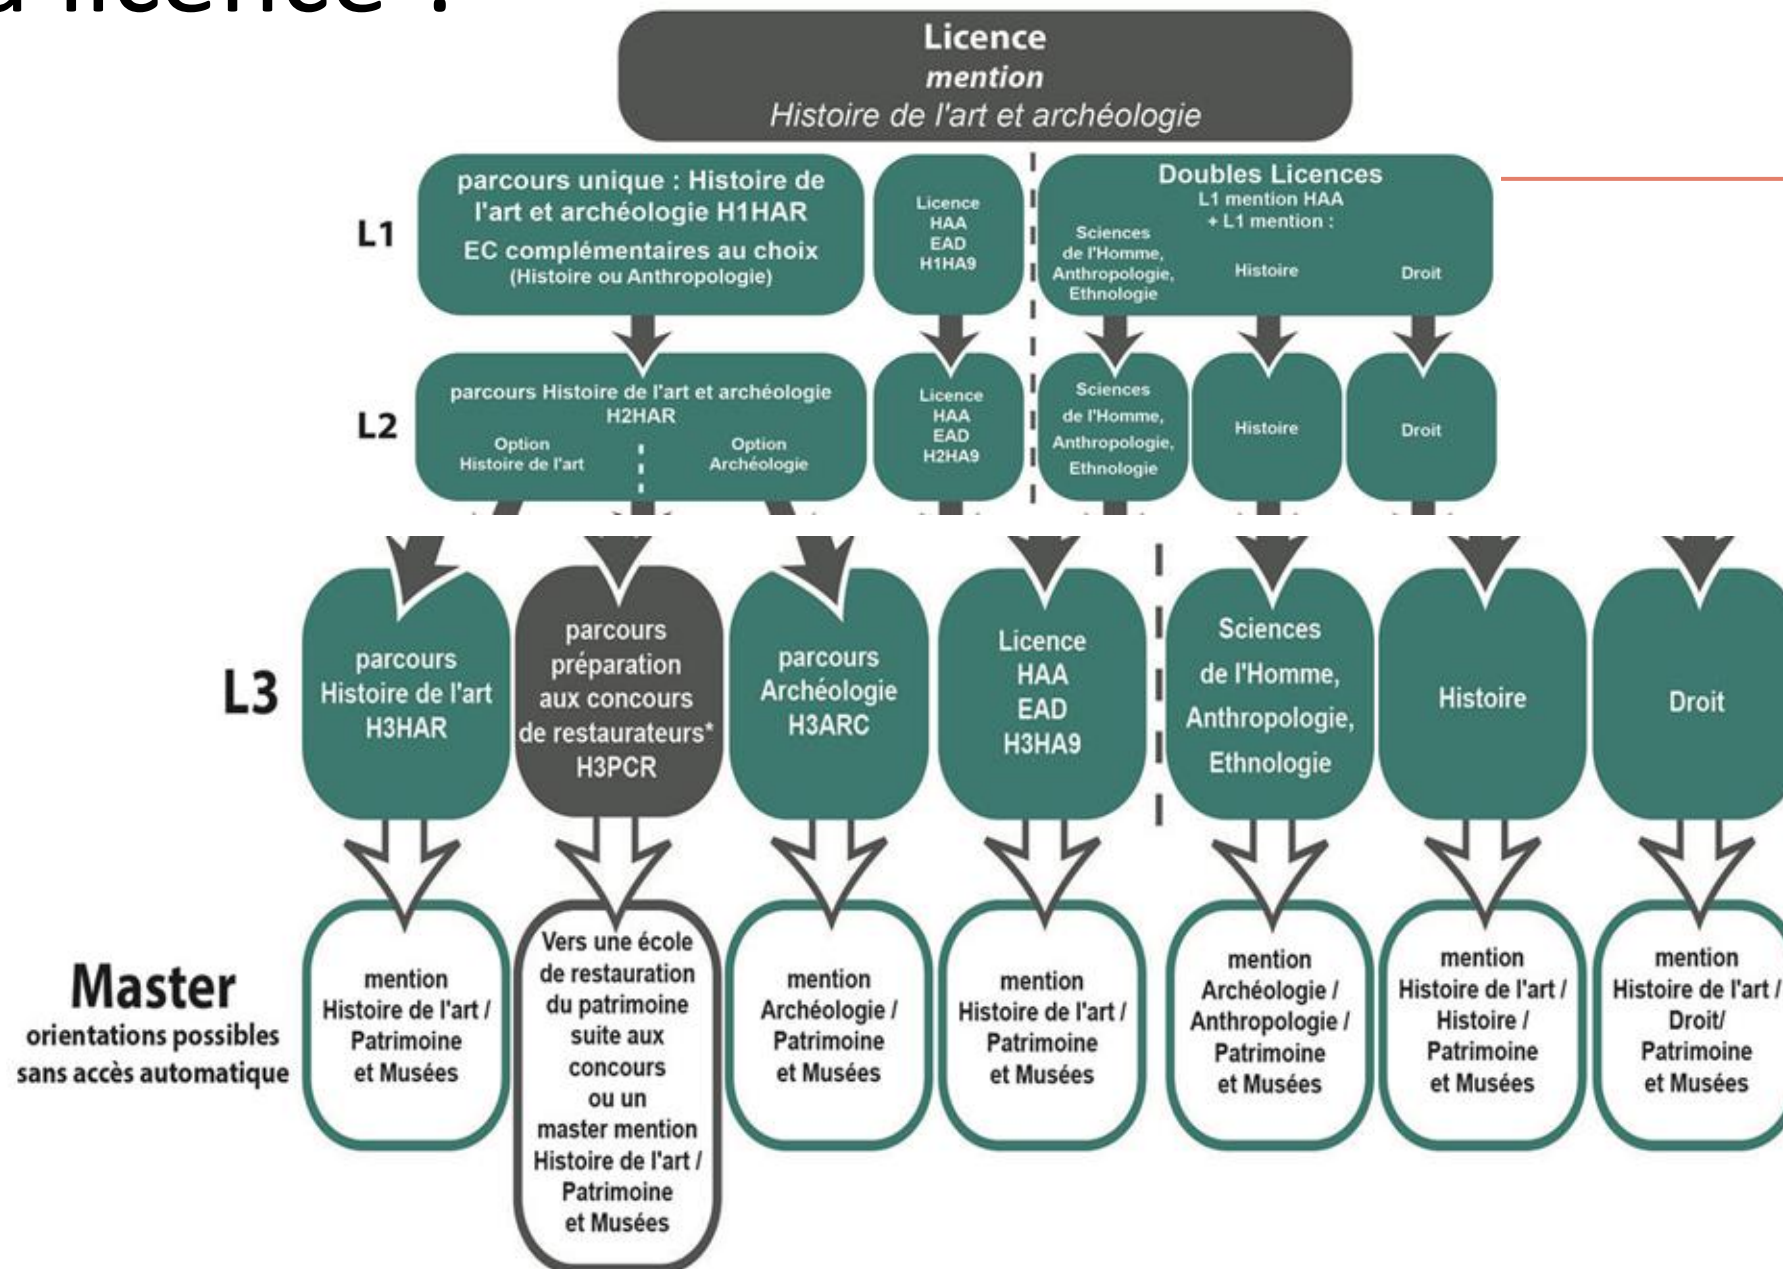 licence :
Licence
mention
Histoire de l'art et archéologie
L1
parcours unique : Histoire de
l'art et archéologie H1HAR
EC complémentaires au choix
(Histoire ou Anthropologie)
Licence
HAA
EAD
H1HA9
Doubles Licences
L1 mention HAA
+ L1 mention :
Sciences
de l'Homme,
Anthropologie,
Ethnologie
Histoire
Droit
L2
parcours Histoire de l'art et archéologie
H2HAR
Option
Histoire de l'art
Option
Archéologie
Licence
HAA
EAD
H2HA9
Sciences
de l'Homme,
Anthropologie,
Ethnologie
Histoire
Droit
L3
parcours
Histoire de l'art
H3HAR
parcours
préparation
aux concours
de restaurateurs*
H3PCR
parcours
Archéologie
H3ARC
Licence
HAA
EAD
H3HA9
Sciences
de l'Homme,
Anthropologie,
Ethnologie
Histoire
Droit
Master
orientations possibles
sans accès automatique
mention
Histoire de l'art /
Patrimoine
et Musées
Vers une école
de restauration
du patrimoine
suite aux
concours
ou un
master mention
Histoire de l'art /
Patrimoine
et Musées
mention
Archéologie /
Patrimoine
et Musées
mention
Histoire de l'art /
Patrimoine
et Musées
mention
Archéologie /
Anthropologie /
Patrimoine
et Musées
mention
Histoire de l'art /
Histoire /
Patrimoine
et Musées
mention
Histoire de l'art /
Droit/
Patrimoine
et Musées